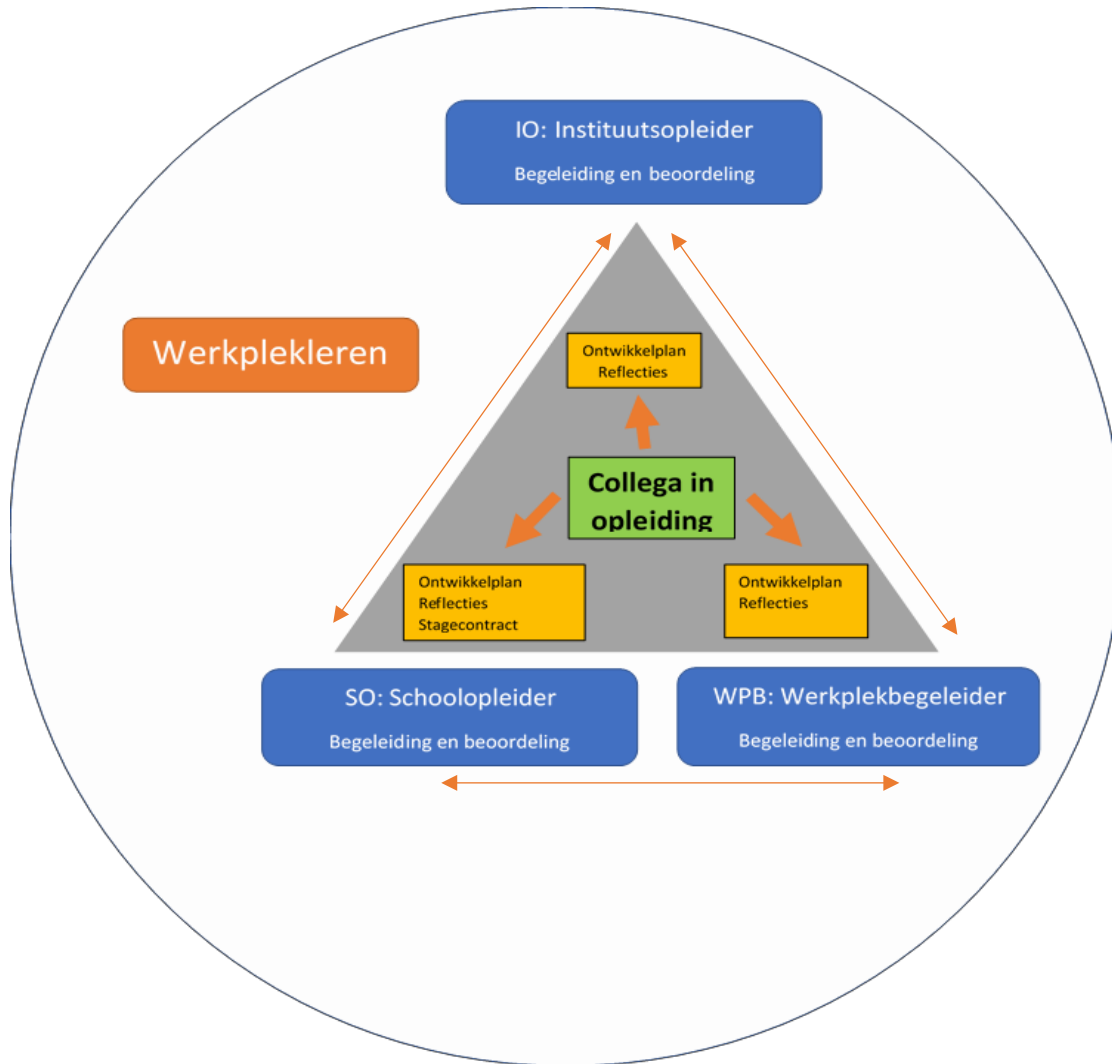 IO: Instituutsopleider
Begeleiding en beoordeling
Werkplekleren
Ontwikkelplan
Reflecties
Collega in
opleiding
Ontwikkelplan
Reflecties
Stagecontract
Ontwikkelplan
Reflecties
SO: Schoolopleider
Begeleiding en beoordeling
WPB: Werkplekbegeleider
Begeleiding en beoordeling